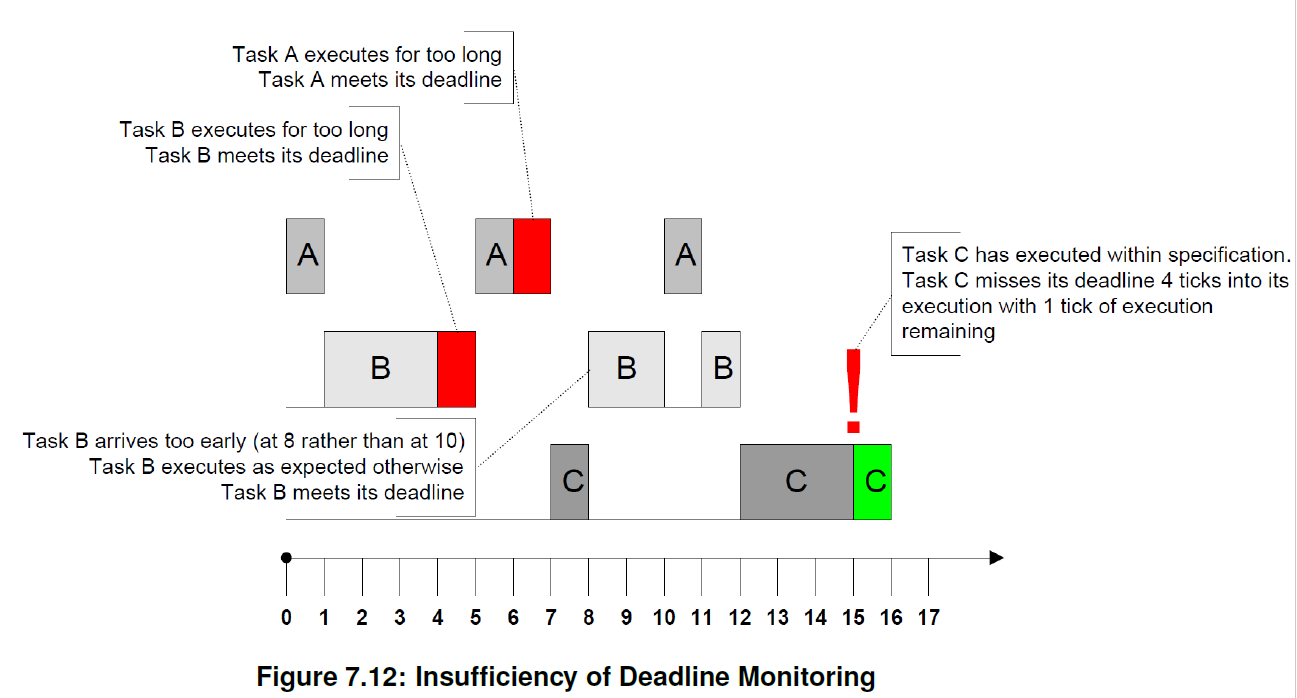 Task A executes for too long
Task A meets its deadline
Task B executes for too long
Task B meets its deadline
A
A
A
Task C has executed within specification.
Task C misses its deadline 4 ticks into its
execution with 1 tick of execution
remaining
B
B
B
!
Task B arrives too early (at 8 rather than at 10)
Task B executes as expected otherwise
Task B meets its deadline
C
C
C
0 1 2 3 4 5 6 7 8 9 10 11 12 13 14 15 16 17
Figure 7.12: Insufficiency of Deadline Monitoring